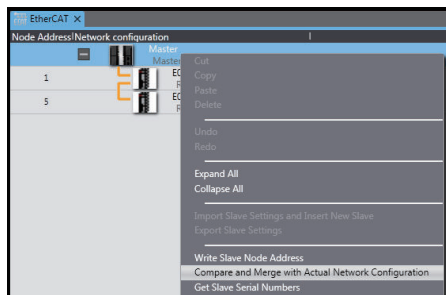 EtherCAT
Node Address|Network configuration
Master
Master
1
5
Cut
Copy
Paste
Delete
Undo
Redo
Expand All
Collapse All
Import Slave Settings and Insert New Slave
Export Slave Settings
Write Slave Node Address
Compare and Merge with Actual Network Configuration
Get Slave Serial Numbers